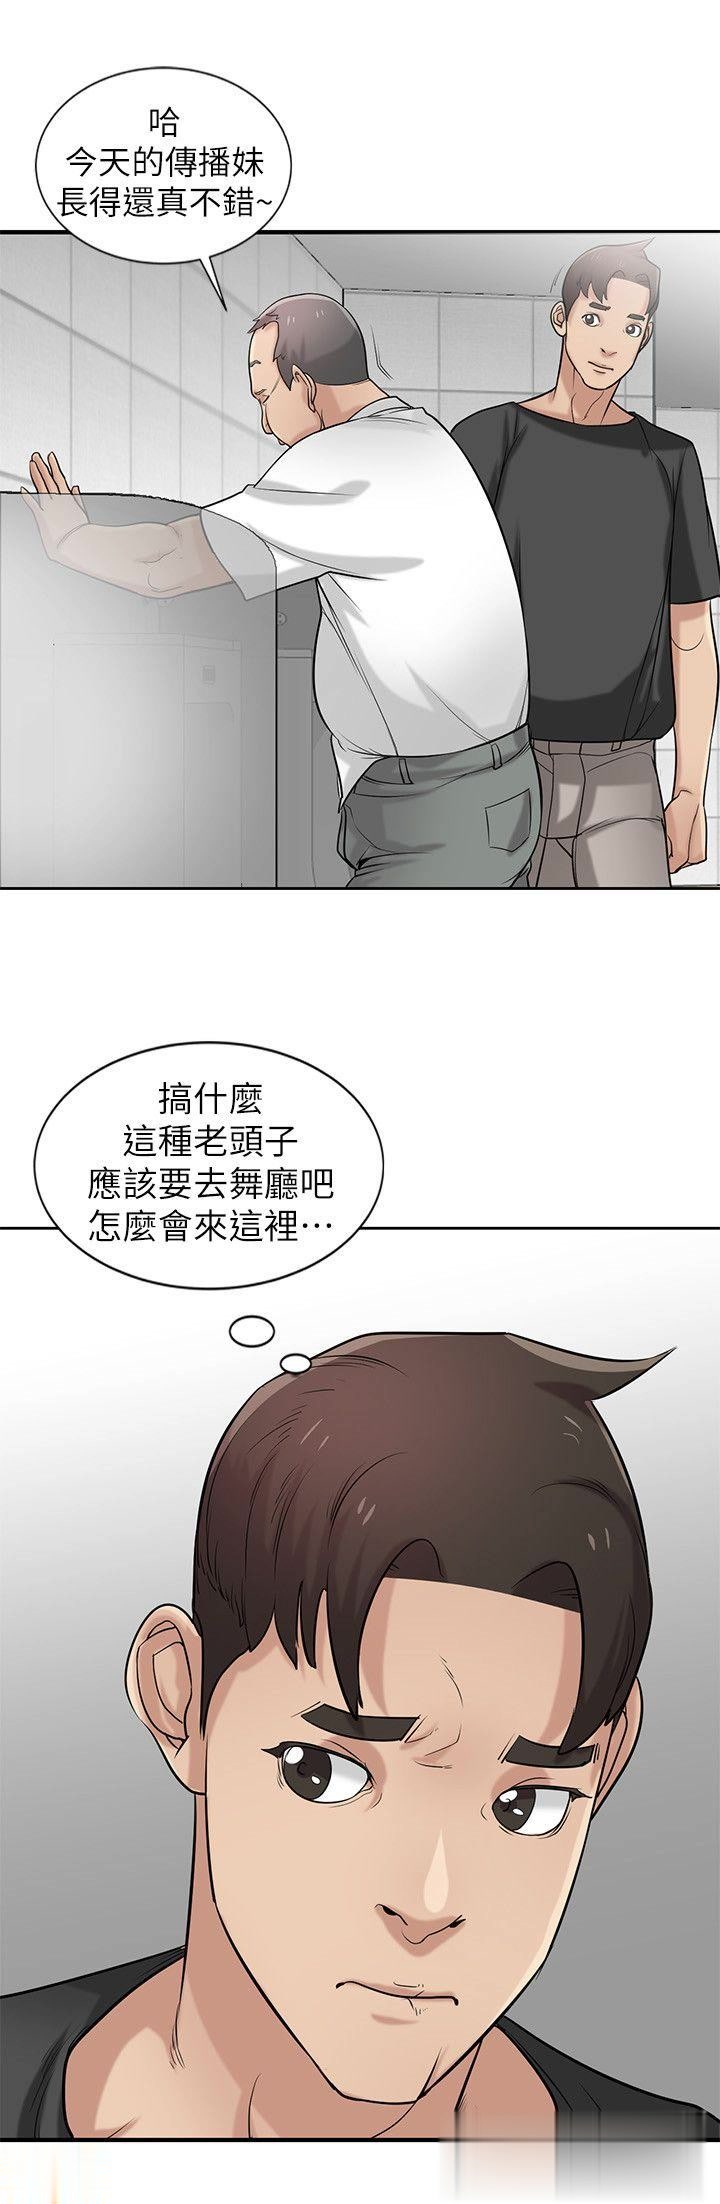 哈
今天的傳播妹
長得還真不錯~
搞什麼
這種老頭子
應該要去舞廳吧
怎麼會來這裡⋯